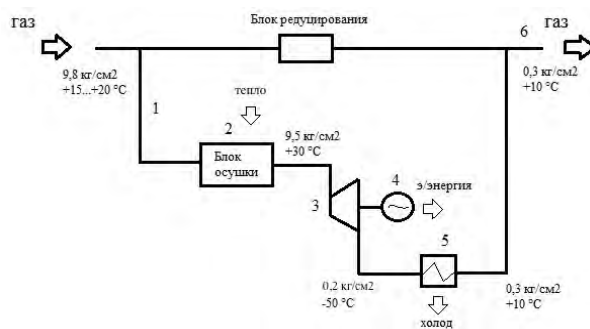 газ
Блок редуцирования
газ
6
9,8 кг/см2
+15...+20 °C
0,3 кг/см2
+10 °C
1
тепло
2
9,5 кг/см2
+30 °C
Блок
осушки
3
4
э/энергия
5
0,2 кг/см2
-50 °C
0,3 кг/см2
+10 °C
холод